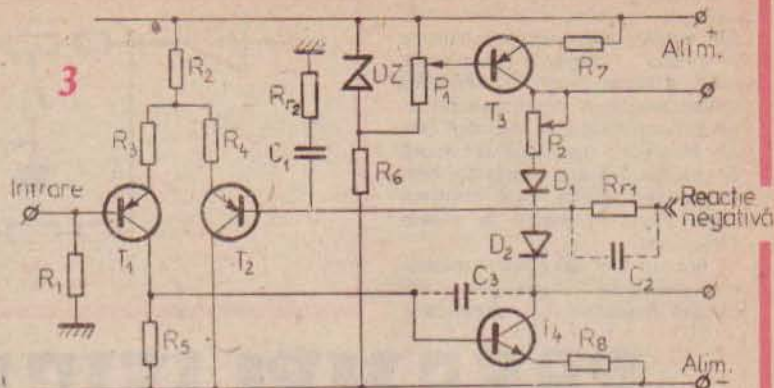 3
R2
R3
R4
Rr2
C1
DZ
P1
R6
T3
R7
Alim.
+
P2
D1
D2
Rr1
Reacție
negativă
C2
C3
Intrare
R1
T1
T2
R5
T4
R8
Alim.
-